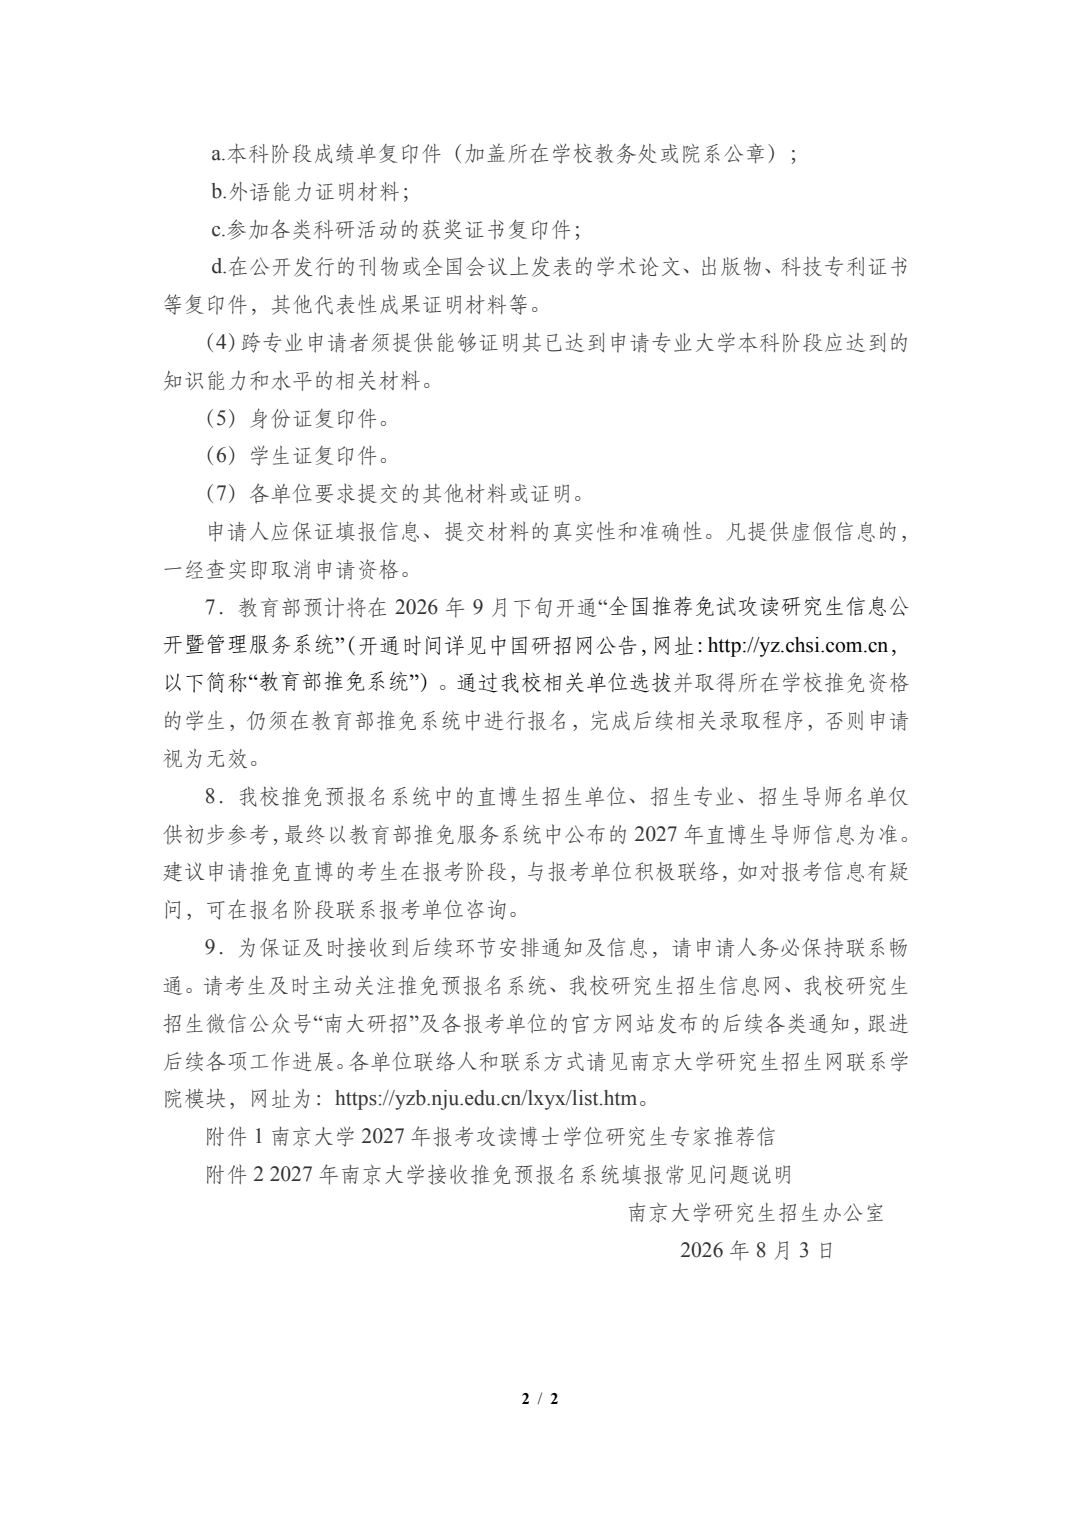 a.本科阶段成绩单复印件（加盖所在学校教务处或院系公章）；
b.外语能力证明材料；
c.参加各类科研活动的获奖证书复印件；
d.在公开发行的刊物或全国会议上发表的学术论文、出版物、科技专利证书
等复印件，其他代表性成果证明材料等。
（4）跨专业申请者须提供能够证明其已达到申请专业大学本科阶段应达到的
知识能力和水平的相关材料。
（5）身份证复印件。
（6）学生证复印件。
（7）各单位要求提交的其他材料或证明。
申请人应保证填报信息、提交材料的真实性和准确性。凡提供虚假信息的，
一经查实即取消申请资格。
7．教育部预计将在 2026 年 9 月下旬开通“全国推荐免试攻读研究生信息公
开暨管理服务系统”（开通时间详见中国研招网公告，网址：http://yz.chsi.com.cn，
以下简称“教育部推免系统”）。通过我校相关单位选拔并取得所在学校推免资格
的学生，仍须在教育部推免系统中进行报名，完成后续相关录取程序，否则申请
视为无效。
8．我校推免预报名系统中的直博生招生单位、招生专业、招生导师名单仅
供初步参考，最终以教育部推免服务系统中公布的 2027 年直博生导师信息为准。
建议申请推免直博的考生在报考阶段，与报考单位积极联络，如对报考信息有疑
问，可在报名阶段联系报考单位咨询。
9．为保证及时接收到后续环节安排通知及信息，请申请人务必保持联系畅
通。请考生及时主动关注推免预报名系统、我校研究生招生信息网、我校研究生
招生微信公众号“南大研招”及各报考单位的官方网站发布的后续各类通知，跟进
后续各项工作进展。各单位联络人和联系方式请见南京大学研究生招生网联系学
院模块，网址为：https://yzb.nju.edu.cn/lxyx/list.htm。
附件 1 南京大学 2027 年报考攻读博士学位研究生专家推荐信
附件 2 2027 年南京大学接收推免预报名系统填报常见问题说明
南京大学研究生招生办公室
2026 年 8 月 3 日
2 / 2